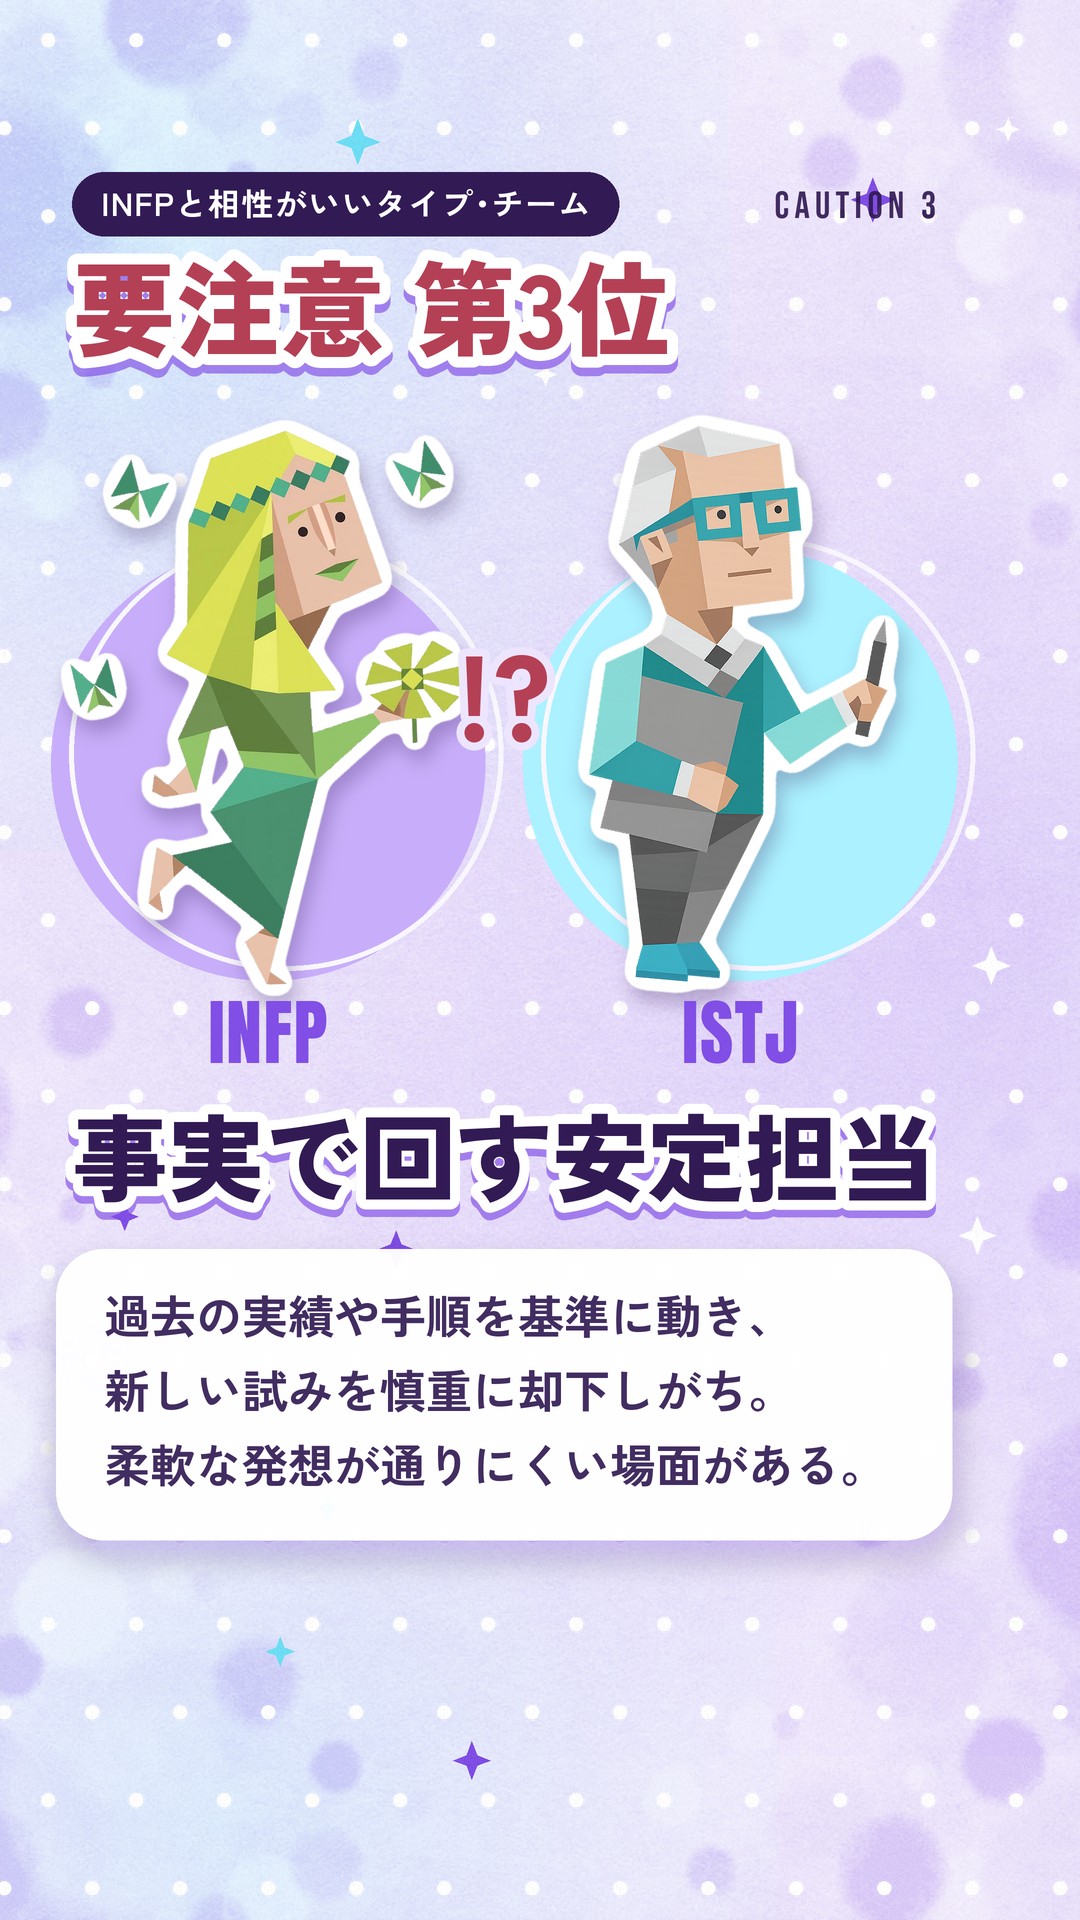 INFPと相性がいいタイプ・チーム
CAUTION 3
要注意 第3位
!?
INFP
ISTJ
事実で回す安定担当
過去の実績や手順を基準に動き、
新しい試みを慎重に却下しがち。
柔軟な発想が通りにくい場面がある。